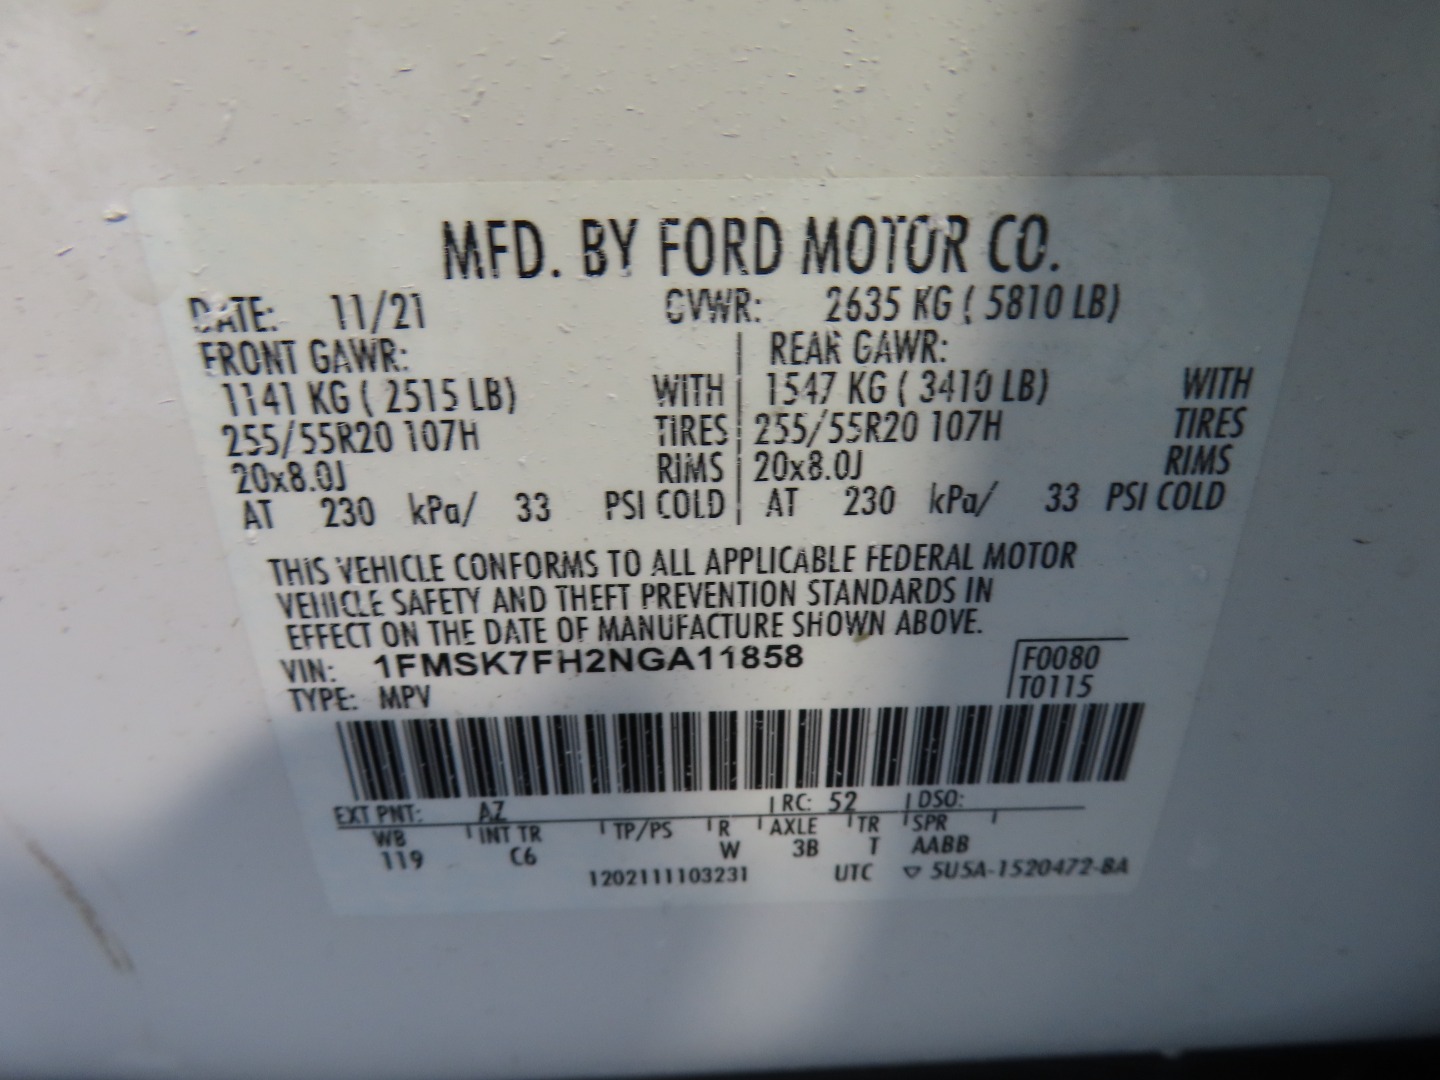 MFD. BY FORD MOTOR CO.
DATE: 11/21 GVWR: 2635 KG ( 5810 LB)
FRONT GAWR: REAR GAWR:
1141 KG ( 2515 LB) WITH 1547 KG ( 3410 LB) WITH
255/55R20 107H TIRES 255/55R20 107H TIRES
20x8.0J RIMS 20x8.0J RIMS
AT 230 kPa/ 33 PSI COLD AT 230 kPa/ 33 PSI COLD
THIS VEHICLE CONFORMS TO ALL APPLICABLE FEDERAL MOTOR
VEHICLE SAFETY AND THEFT PREVENTION STANDARDS IN
EFFECT ON THE DATE OF MANUFACTURE SHOWN ABOVE.
VIN: 1FMSK7FH2NGA11858 F0080
TYPE: MPV T0115
EXT PNT: AZ RC: 52 DSO:
WB INT TR TP/PS R AXLE TR SPR
119 C6 W 3B T AABB
1202111103231 UTC ▽ 5U5A-1520472-BA